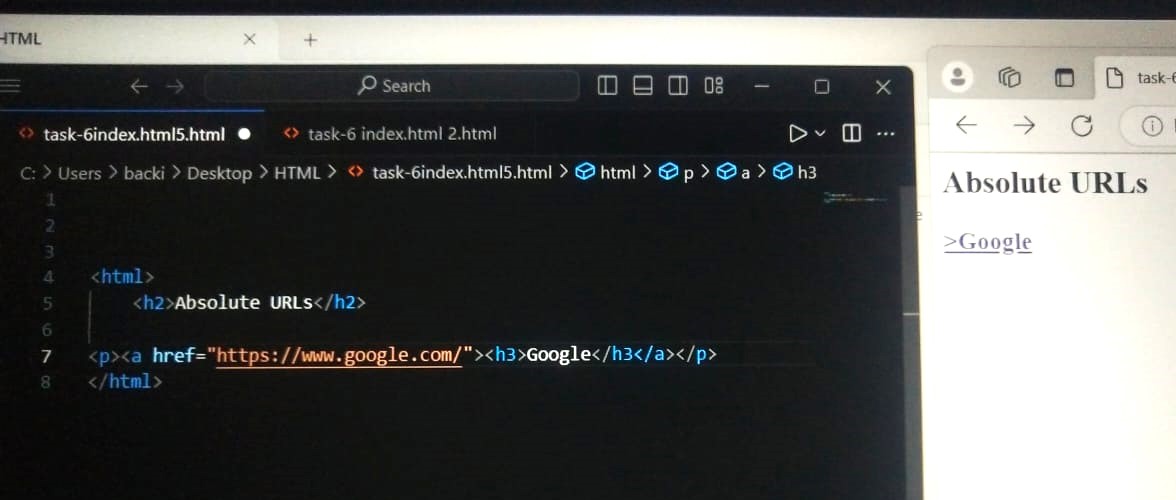 HTML
Search
task-6index.html5.html
task-6 index.html 2.html
C: > Users > backi > Desktop > HTML > task-6index.html5.html > html > p > a > h3
1
2
3
4 <html>
5 <h2>Absolute URLs</h2>
6
7 <p><a href="https://www.google.com/"><h3>Google</h3</a></p>
8 </html>
task-6
Absolute URLs
>Google